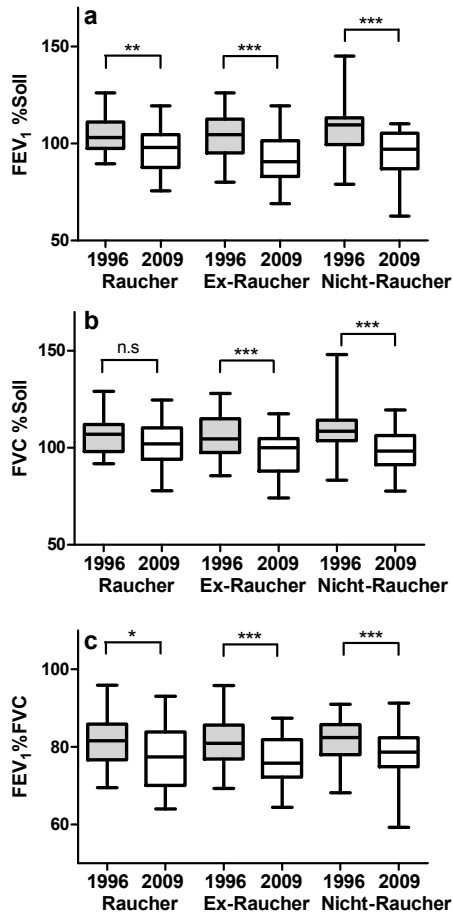 a
** *** ***
150
100
50
FEV₁ %Soll
1996 2009 1996 2009 1996 2009
Raucher Ex-Raucher Nicht-Raucher
b
n.s *** ***
150
100
50
FVC %Soll
1996 2009 1996 2009 1996 2009
Raucher Ex-Raucher Nicht-Raucher
c
* *** ***
100
80
60
FEV₁%FVC
1996 2009 1996 2009 1996 2009
Raucher Ex-Raucher Nicht-Raucher